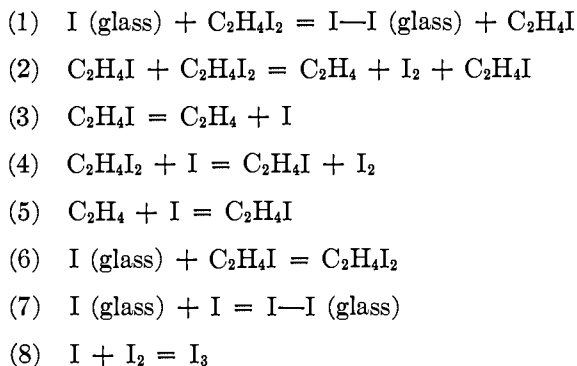 (1) I (glass) + C₂H₄I₂ = I—I (glass) + C₂H₄I
(2) C₂H₄I + C₂H₄I₂ = C₂H₄ + I₂ + C₂H₄I
(3) C₂H₄I = C₂H₄ + I
(4) C₂H₄I₂ + I = C₂H₄I + I₂
(5) C₂H₄ + I = C₂H₄I
(6) I (glass) + C₂H₄I = C₂H₄I₂
(7) I (glass) + I = I—I (glass)
(8) I + I₂ = I₃